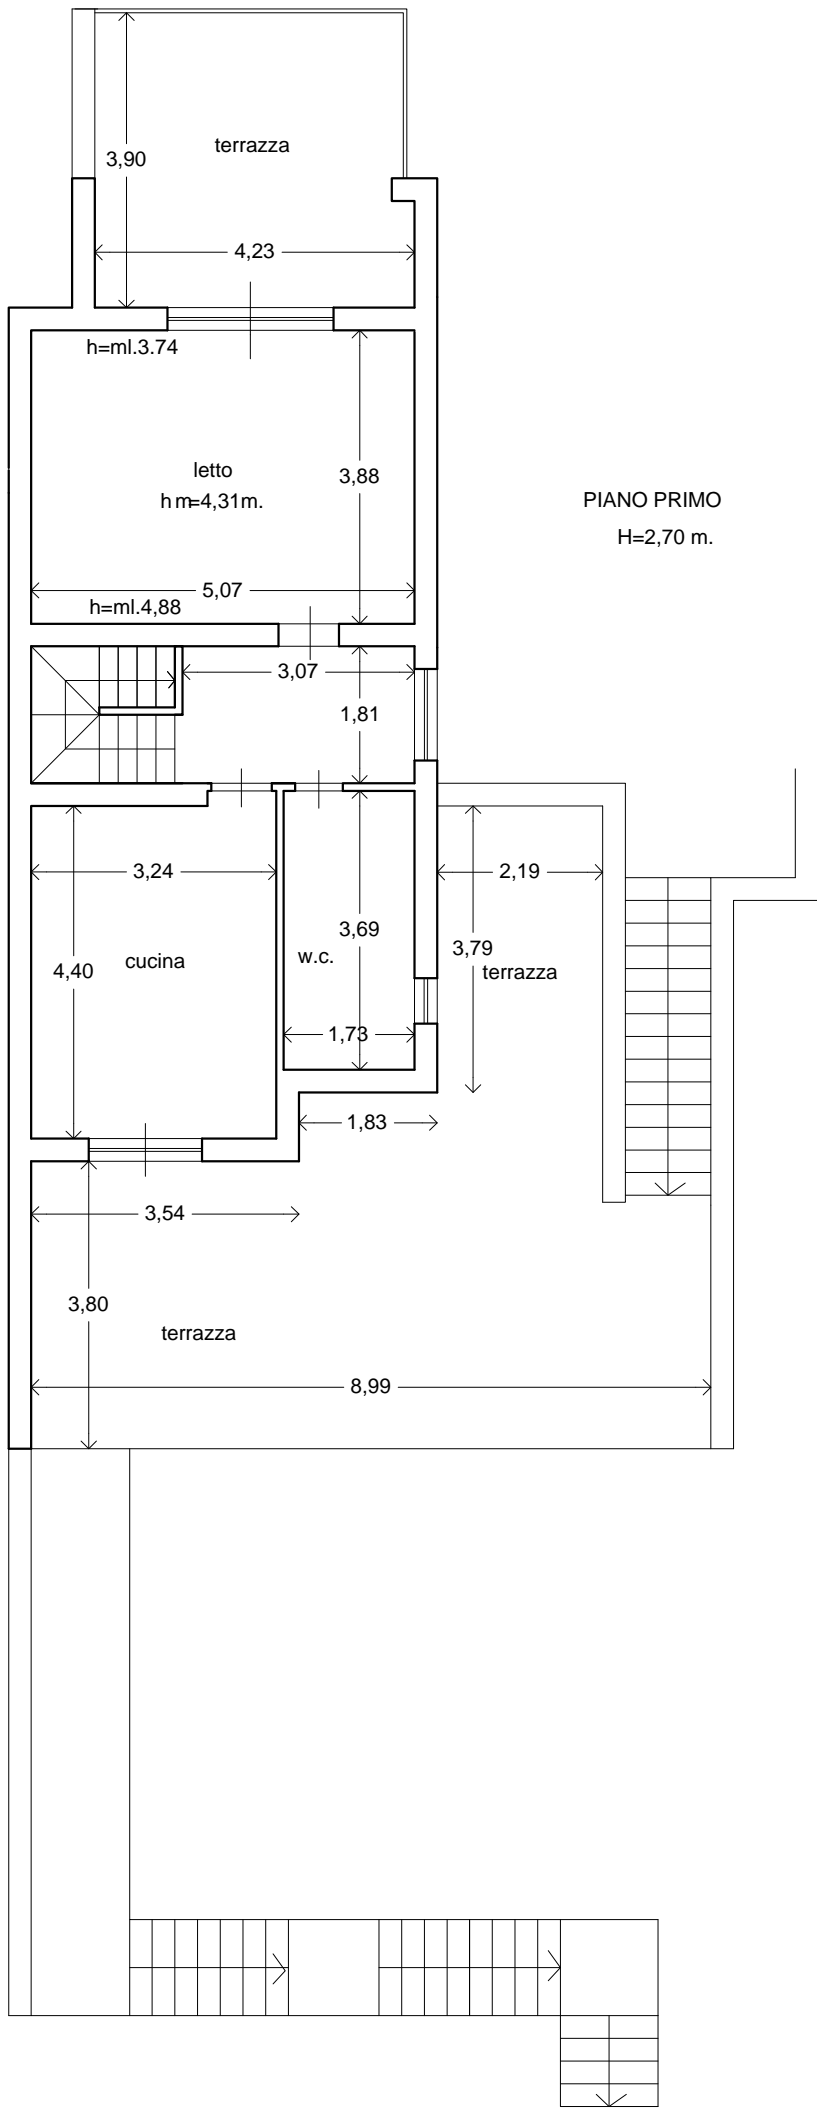 terrazza
3,90
4,23
h=ml.3.74
letto
3,88
h m=4,31m.
PIANO PRIMO
H=2,70 m.
5,07
h=ml.4,88
3,07
1,81
3,24
2,19
3,69
3,79
w.c.
cucina
4,40
terrazza
1,73
1,83
3,54
3,80
terrazza
8,99